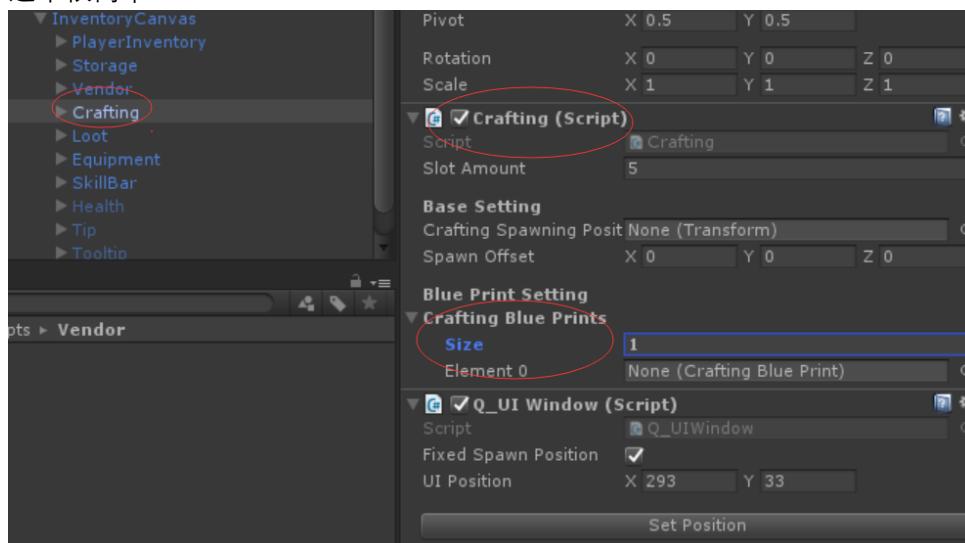 InventoryCanvas
PlayerInventory
Storage
Vendor
Crafting
Loot
Equipment
SkillBar
Health
Tip
Tooltip
pts ▸ Vendor
Pivot X 0.5 Y 0.5
Rotation X 0 Y 0 Z 0
Scale X 1 Y 1 Z 1
Crafting (Script)
Script Crafting
Slot Amount 5
Base Setting
Crafting Spawning Posit None (Transform)
Spawn Offset X 0 Y 0 Z 0
Blue Print Setting
Crafting Blue Prints
Size 1
Element 0 None (Crafting Blue Print)
Q_UI Window (Script)
Script Q_UIWindow
Fixed Spawn Position
UI Position X 293 Y 33
Set Position